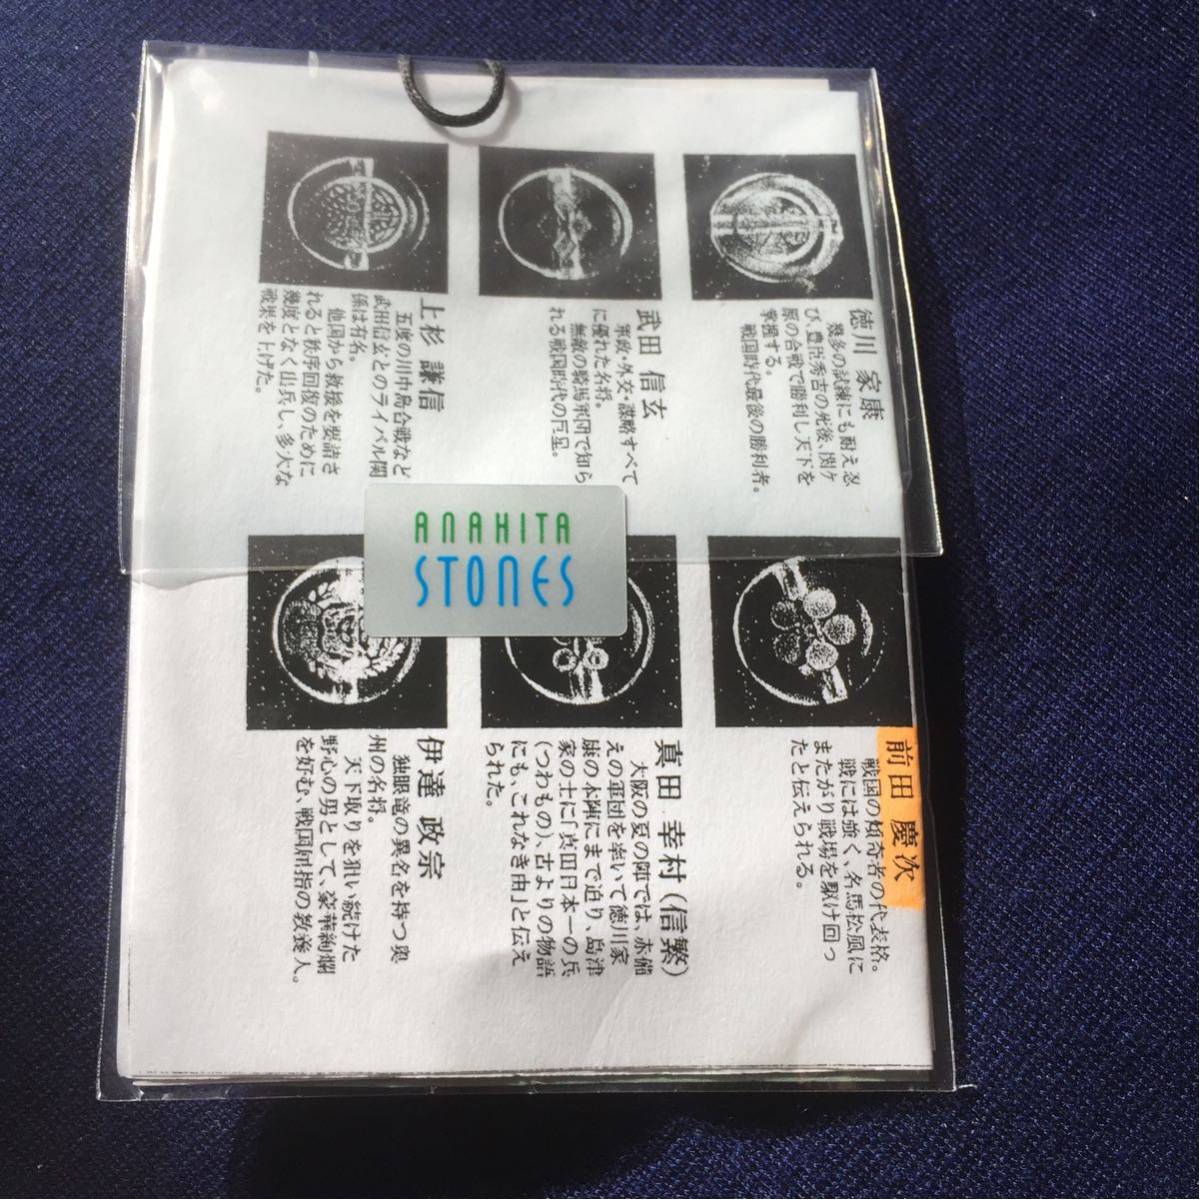 徳川 家康
幾多の試練にも耐え忍
び、豊臣秀吉の死後、関ケ
原の合戦で勝利し天下を
掌握する。
戦国時代最後の勝利者。
武田 信玄
軍政・外交・謀略すべて
に優れた名将。
無敵の騎馬軍団で知ら
れる戦国時代の巨星。
上杉 謙信
五度の川中島合戦など
武田信玄とのライバル関
係は有名。
他国から救援を要請さ
れると秩序回復のために
幾度となく出兵し、多大な
戦果を上げた。
ANAHITA
STONES
前田 慶次
戦国の傾奇者の代表格。
戦には強く、名馬松風に
またがり戦場を駆け回っ
たと伝えられる。
真田 幸村(信繁)
大阪の夏の陣では、赤備
えの軍団を率いて徳川家
康の本陣にまで迫り、島津
家の士に「真田日本一の兵
(つわもの)、古よりの物語
にも、これなき由」と伝え
られた。
伊達 政宗
独眼竜の異名を持つ奥
州の名将。
天下取りを狙い続けた
野心の男として、豪華絢爛
を好む、戦国屈指の教養人。